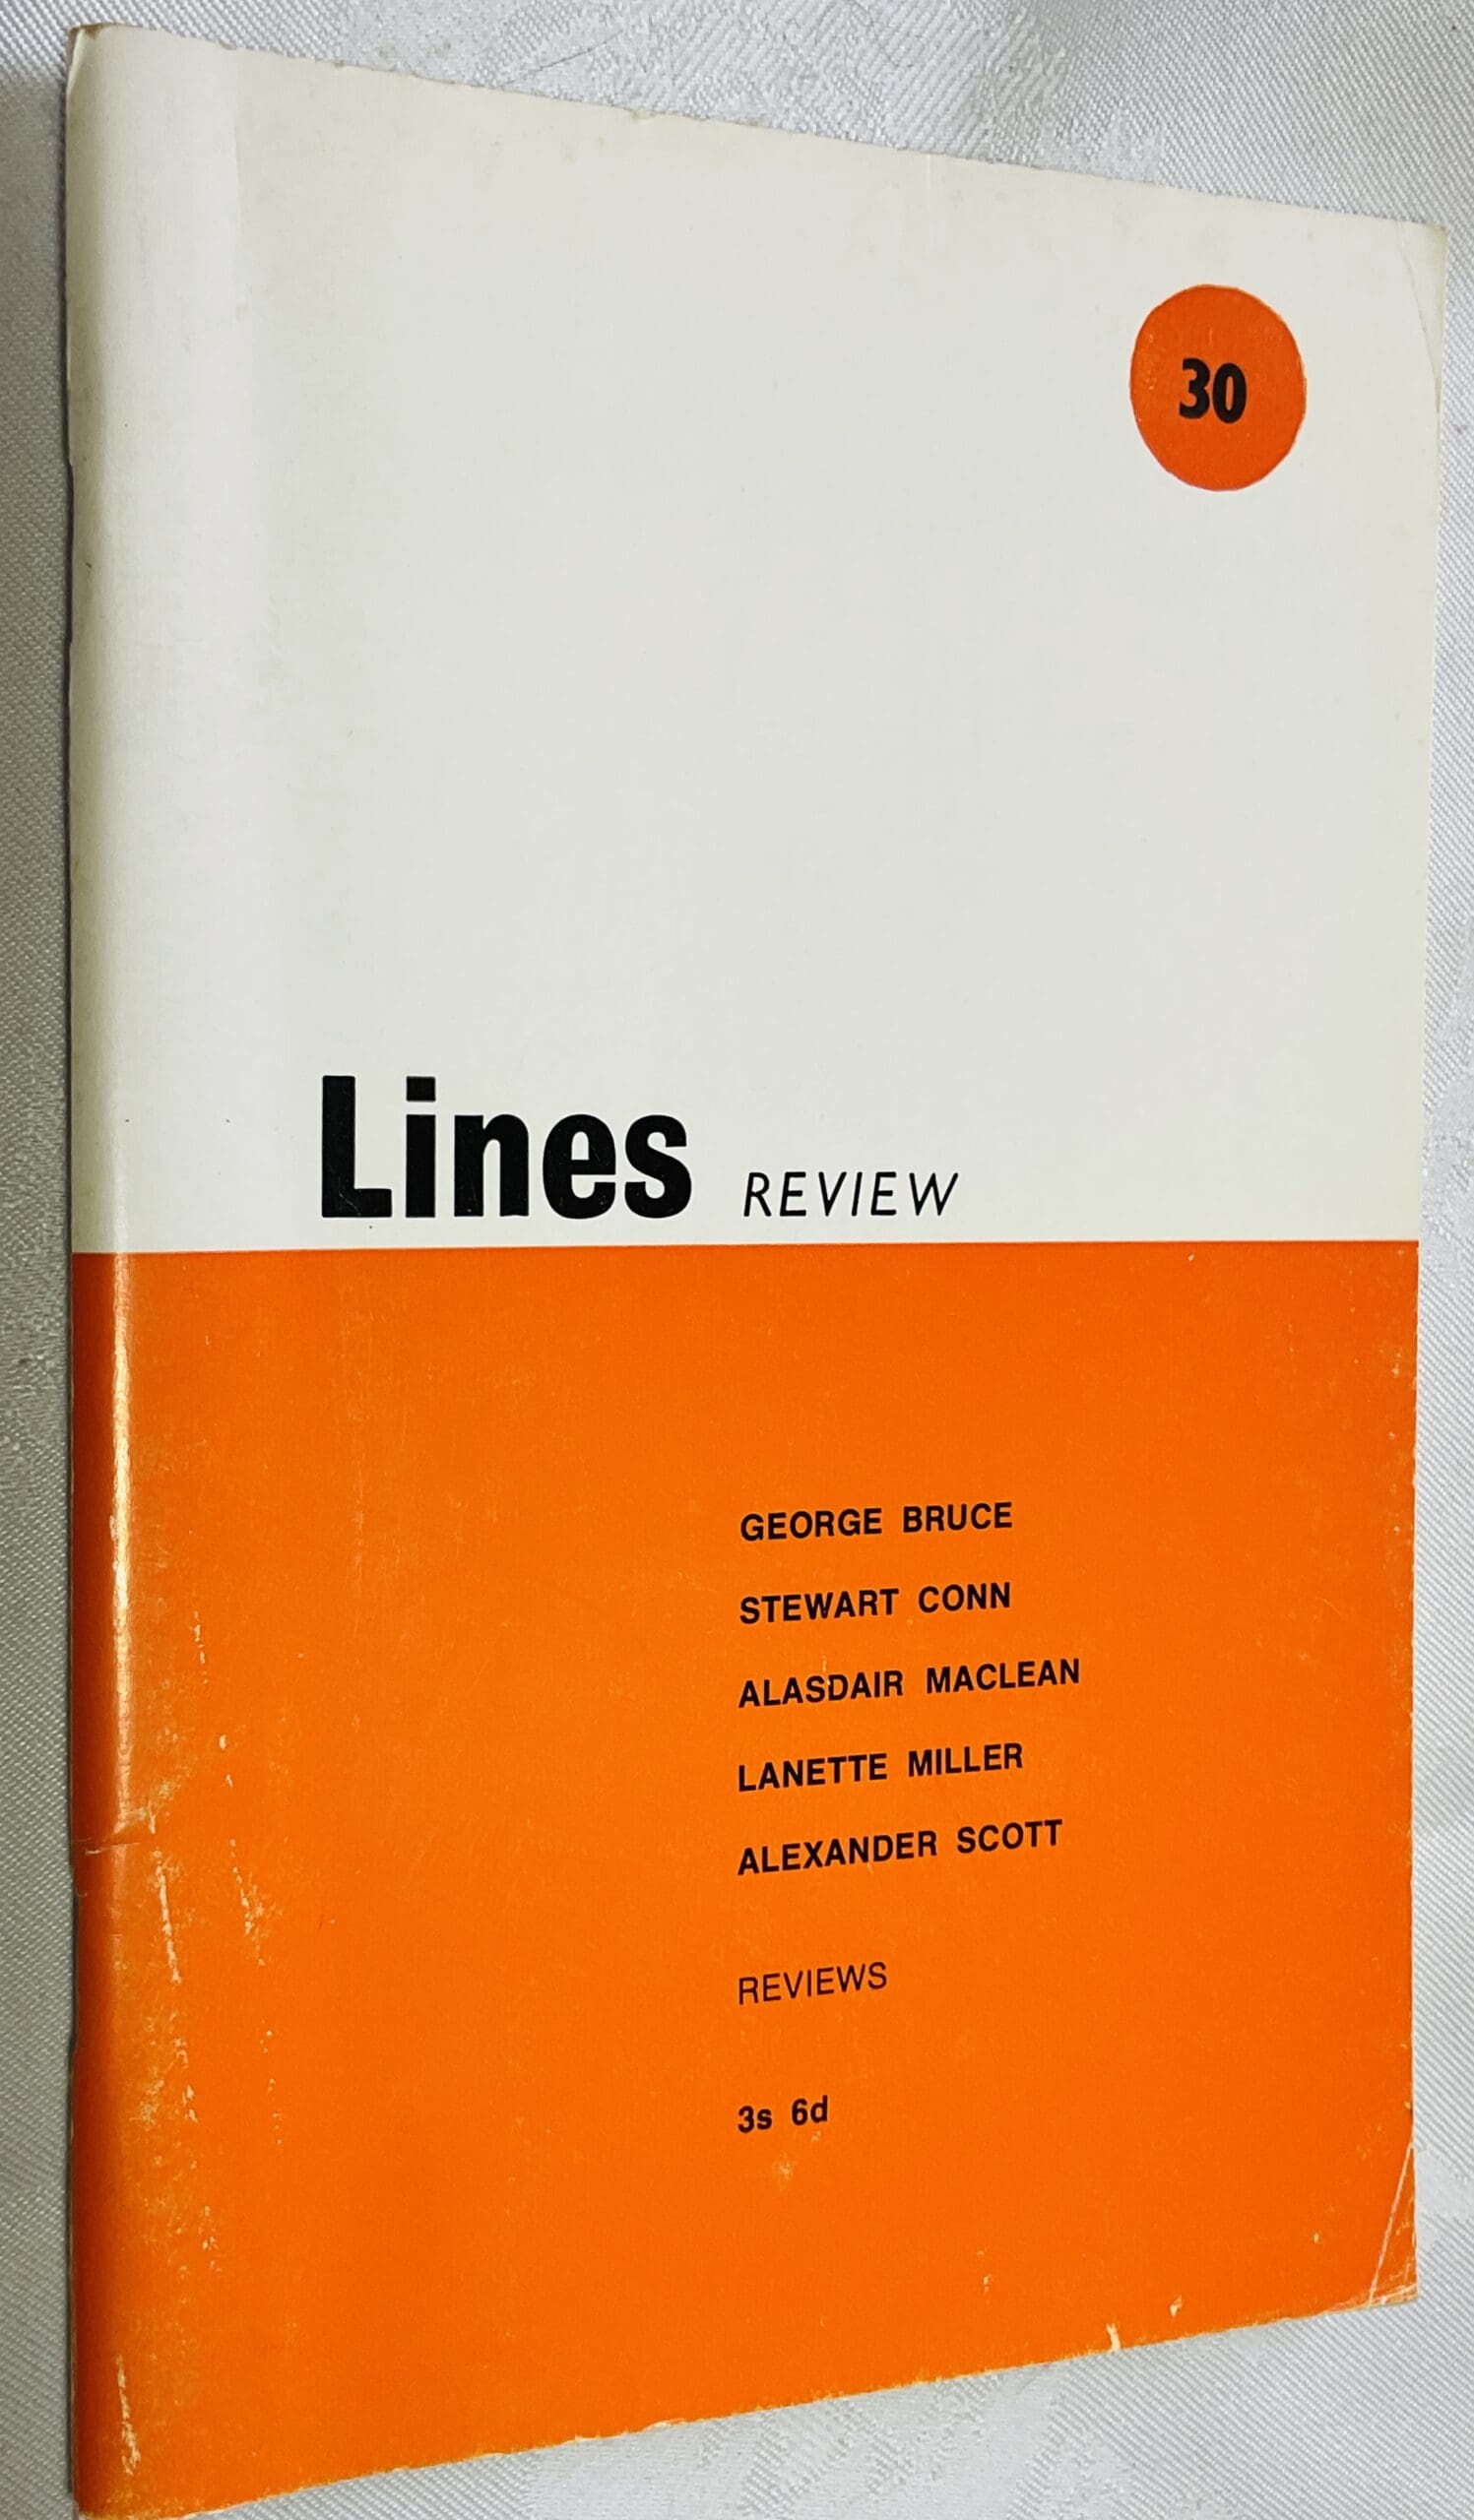 30
Lines REVIEW
GEORGE BRUCE
STEWART CONN
ALASDAIR MACLEAN
LANETTE MILLER
ALEXANDER SCOTT
REVIEWS
3s 6d